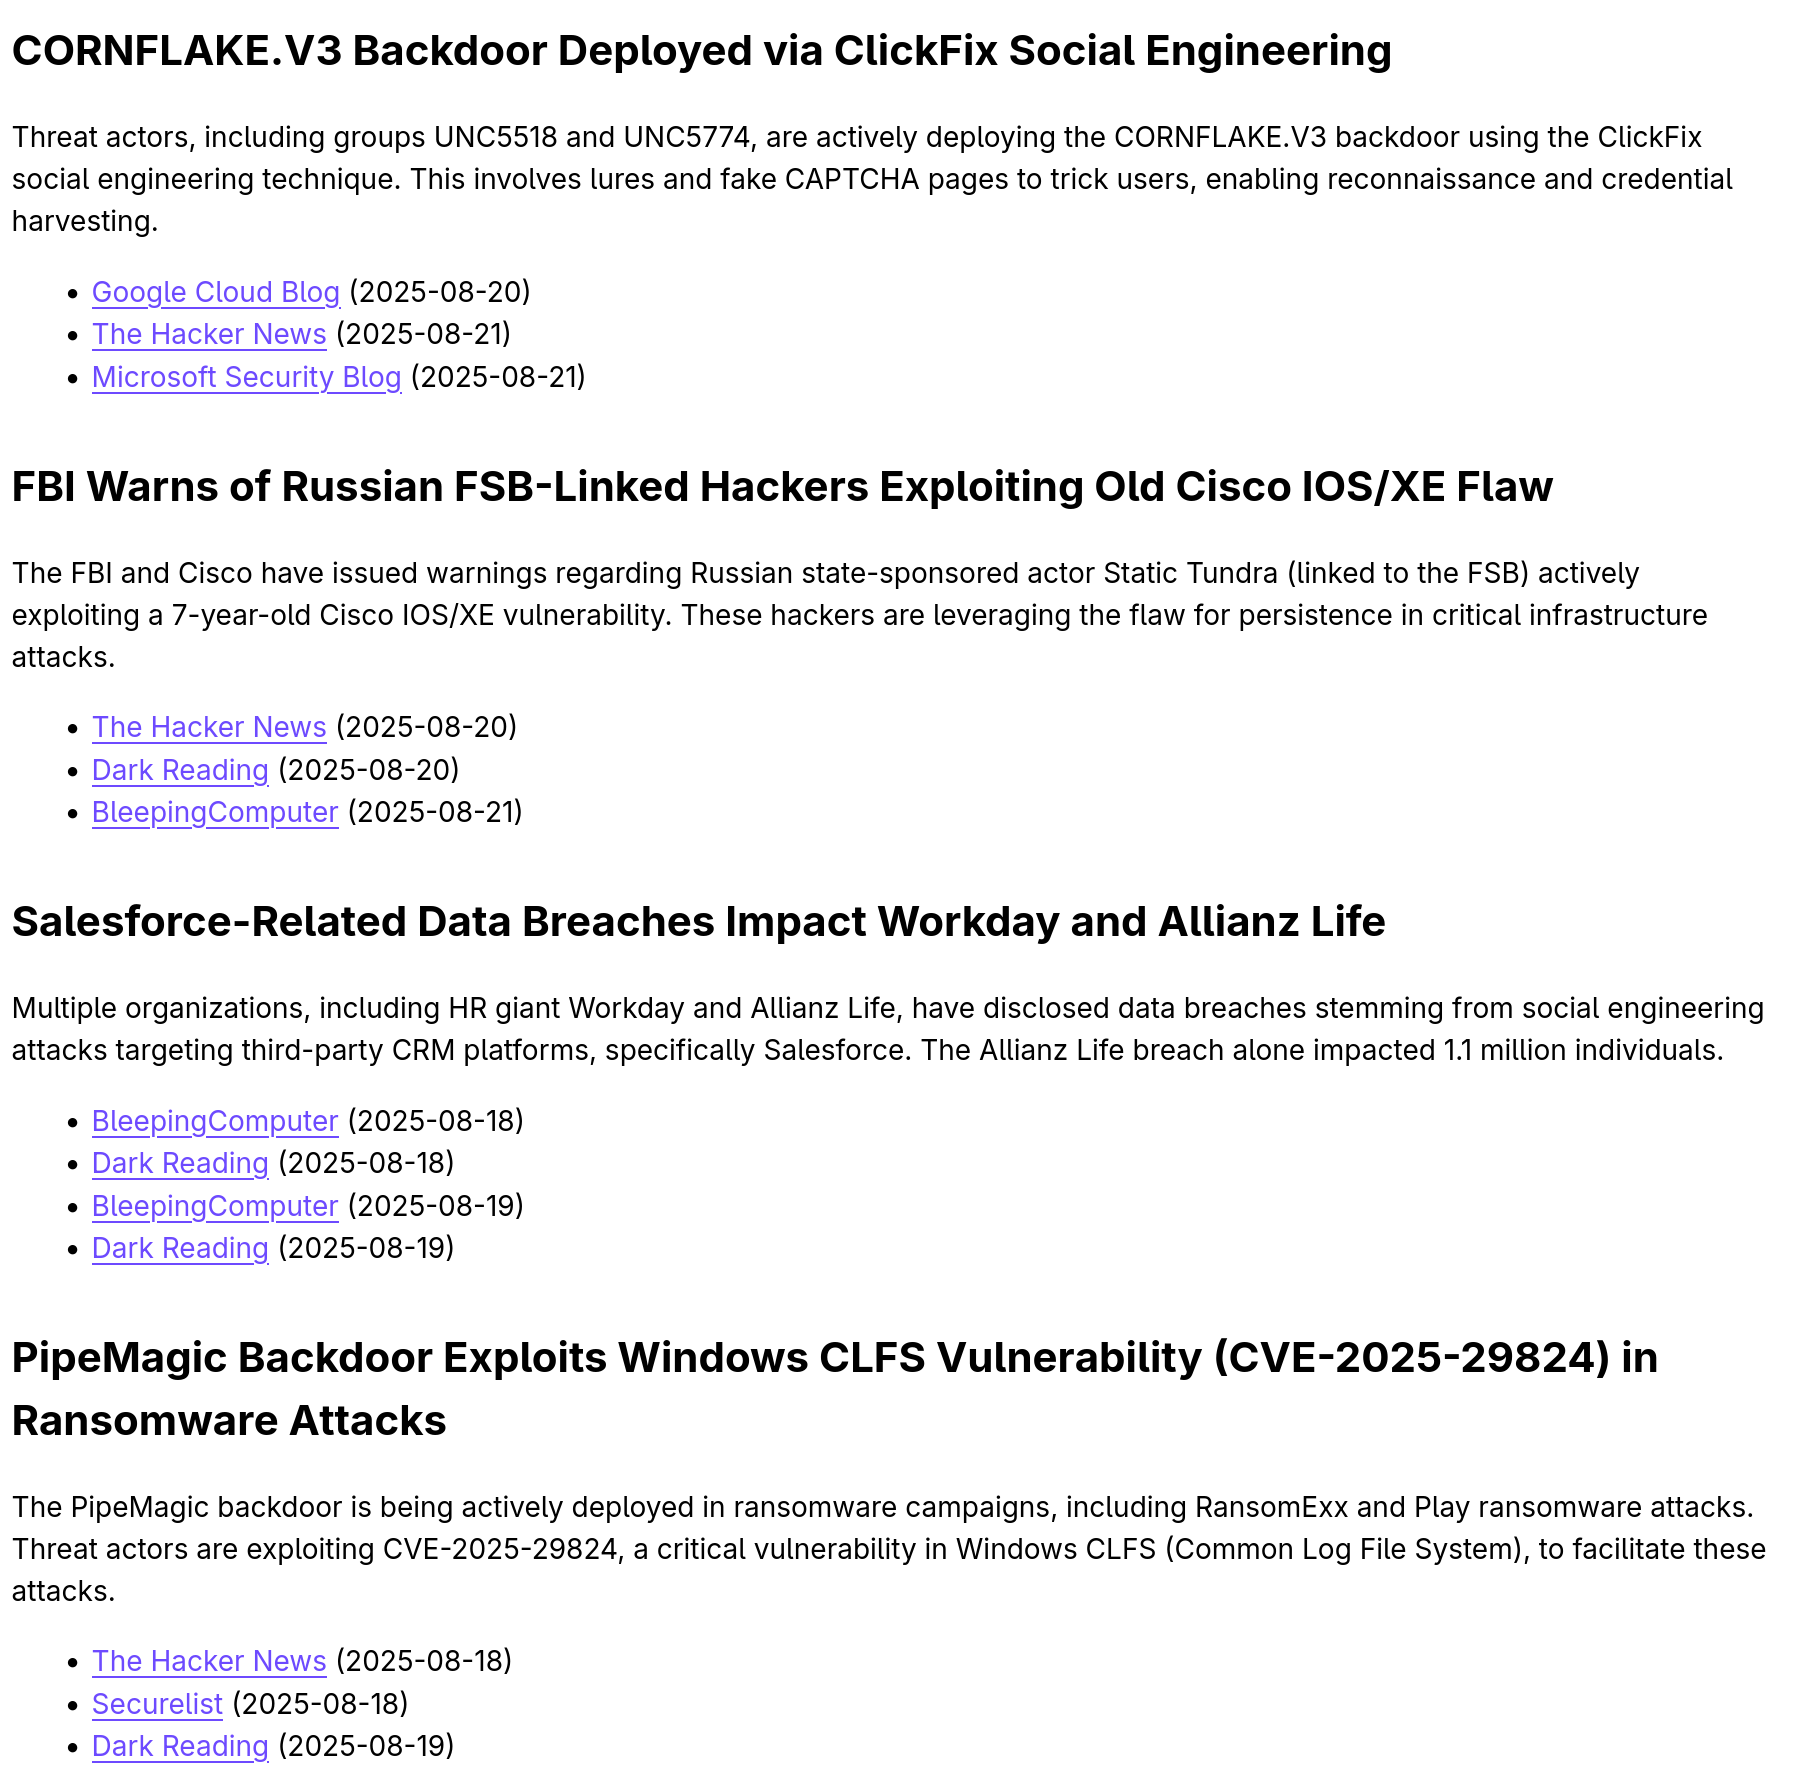 CORNFLAKE.V3 Backdoor Deployed via ClickFix Social Engineering
Threat actors, including groups UNC5518 and UNC5774, are actively deploying the CORNFLAKE.V3 backdoor using the ClickFix
social engineering technique. This involves lures and fake CAPTCHA pages to trick users, enabling reconnaissance and credential
harvesting.
• Google Cloud Blog (2025-08-20)
• The Hacker News (2025-08-21)
• Microsoft Security Blog (2025-08-21)
FBI Warns of Russian FSB-Linked Hackers Exploiting Old Cisco IOS/XE Flaw
The FBI and Cisco have issued warnings regarding Russian state-sponsored actor Static Tundra (linked to the FSB) actively
exploiting a 7-year-old Cisco IOS/XE vulnerability. These hackers are leveraging the flaw for persistence in critical infrastructure
attacks.
• The Hacker News (2025-08-20)
• Dark Reading (2025-08-20)
• BleepingComputer (2025-08-21)
Salesforce-Related Data Breaches Impact Workday and Allianz Life
Multiple organizations, including HR giant Workday and Allianz Life, have disclosed data breaches stemming from social engineering
attacks targeting third-party CRM platforms, specifically Salesforce. The Allianz Life breach alone impacted 1.1 million individuals.
• BleepingComputer (2025-08-18)
• Dark Reading (2025-08-18)
• BleepingComputer (2025-08-19)
• Dark Reading (2025-08-19)
PipeMagic Backdoor Exploits Windows CLFS Vulnerability (CVE-2025-29824) in
Ransomware Attacks
The PipeMagic backdoor is being actively deployed in ransomware campaigns, including RansomExx and Play ransomware attacks.
Threat actors are exploiting CVE-2025-29824, a critical vulnerability in Windows CLFS (Common Log File System), to facilitate these
attacks.
• The Hacker News (2025-08-18)
• Securelist (2025-08-18)
• Dark Reading (2025-08-19)